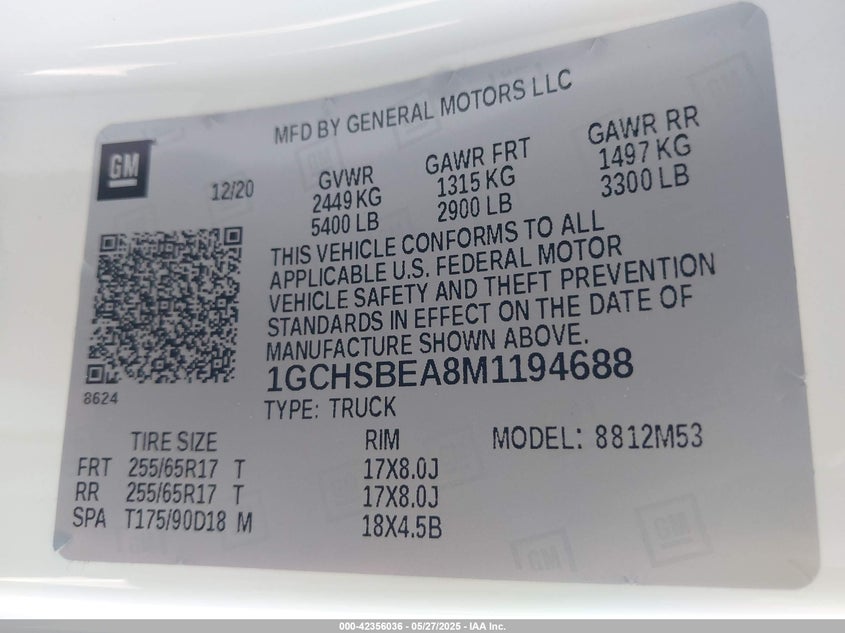 MFD BY GENERAL MOTORS LLC
GM
12/20
GVWR
2449 KG
5400 LB
GAWR FRT
1315 KG
2900 LB
GAWR RR
1497 KG
3300 LB
THIS VEHICLE CONFORMS TO ALL
APPLICABLE U.S. FEDERAL MOTOR
VEHICLE SAFETY AND THEFT PREVENTION
STANDARDS IN EFFECT ON THE DATE OF
MANUFACTURE SHOWN ABOVE.
1GCHSBEA8M1194688
8624
TYPE: TRUCK
TIRE SIZE RIM MODEL: 8812M53
FRT 255/65R17 T 17X8.0J
RR 255/65R17 T 17X8.0J
SPA T175/90D18 M 18X4.5B
GM
GM
GM
000-42356036 - 05/27/2025 - IAA Inc.